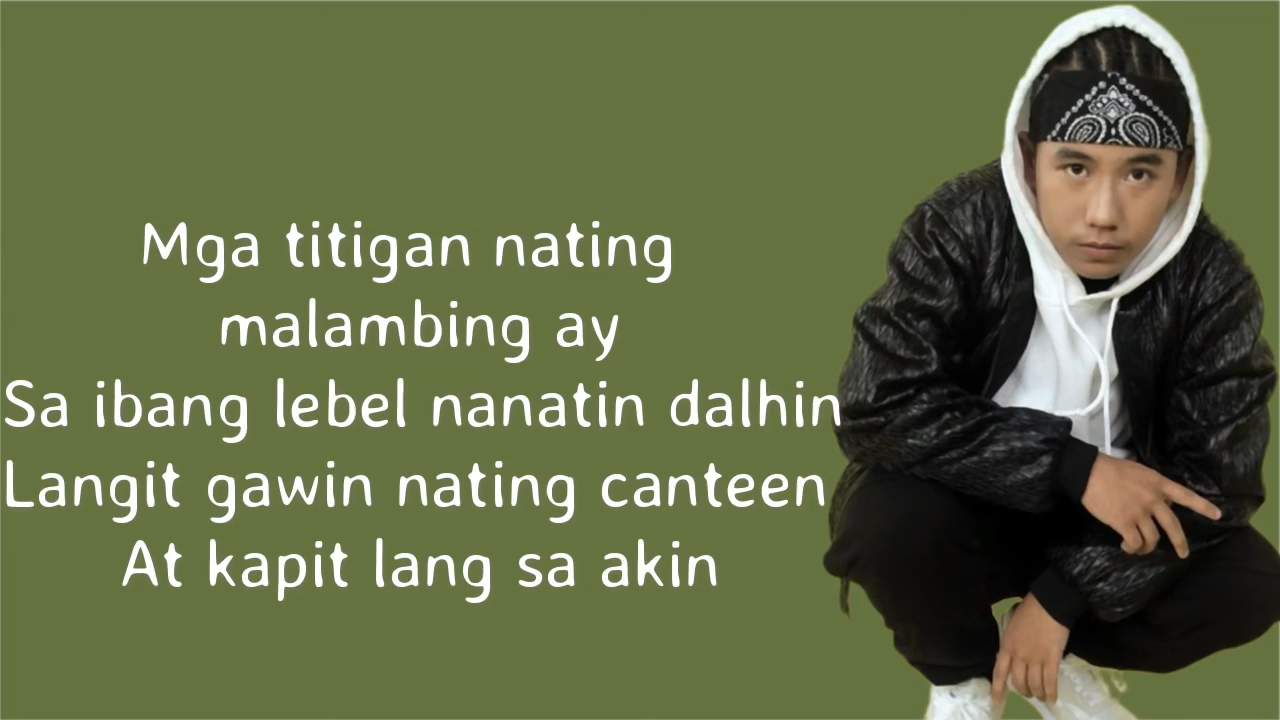 Mga titigan nating
malambing ay
Sa ibang lebel nanatin dalhin
Langit gawin nating canteen
At kapit lang sa akin